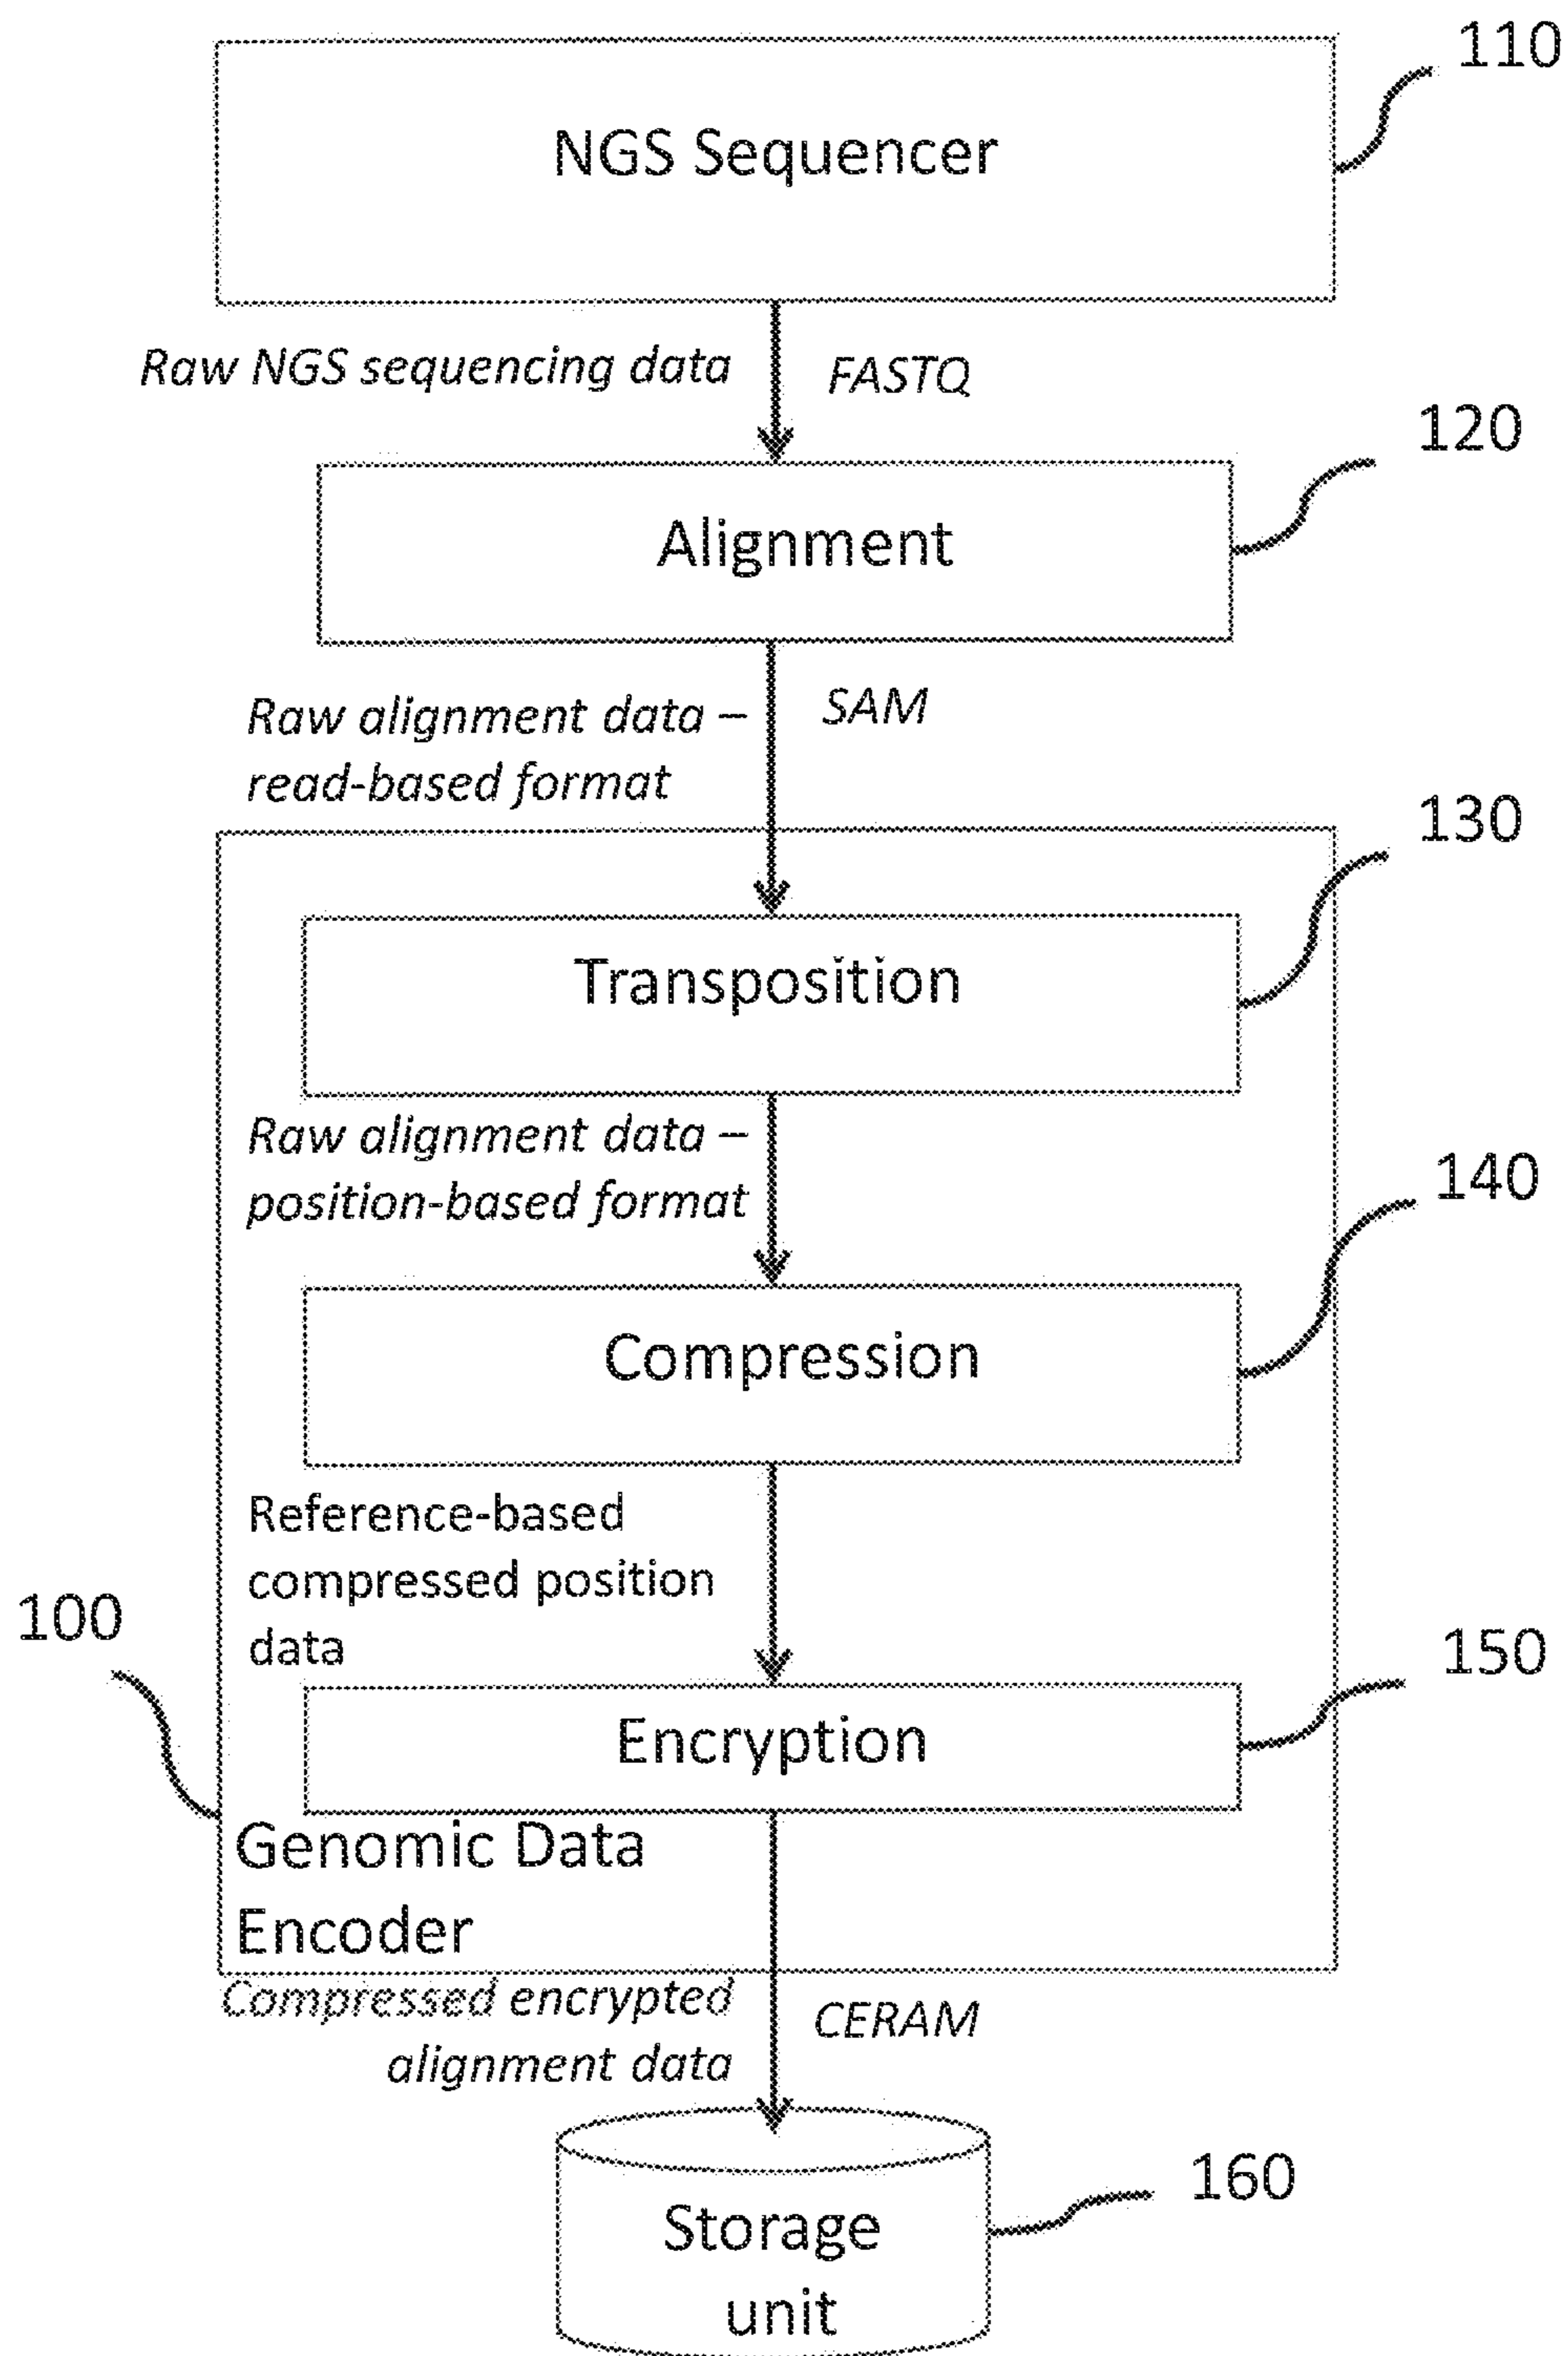 110
NGS Sequencer
Raw NGS sequencing data
FASTQ
120
Alignment
Raw alignment data –
read-based format
SAM
130
Transposition
Raw alignment data –
position-based format
140
Compression
Reference-based
compressed position
data
100
150
Encryption
Genomic Data
Encoder
Compressed encrypted
alignment data
CERAM
160
Storage
unit